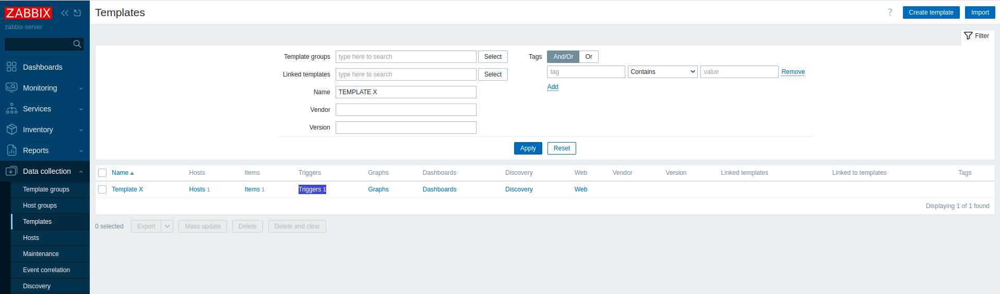 ZABBIX
zabbix-server
Dashboards
Monitoring
Services
Inventory
Reports
Data collection
Template groups
Host groups
Templates
Hosts
Maintenance
Event correlation
Discovery
Templates
? Create template Import
Filter
Template groups type here to search Select
Linked templates type here to search Select
Name TEMPLATE X
Vendor
Version
Tags And/Or Or
tag Contains value Remove
Add
Apply Reset
Name Hosts Items Triggers Graphs Dashboards Discovery Web Vendor Version Linked templates Linked to templates Tags
Template X Hosts 1 Items 1 Triggers 1 Graphs Dashboards Discovery Web
Displaying 1 of 1 found
0 selected Export Mass update Delete Delete and clear